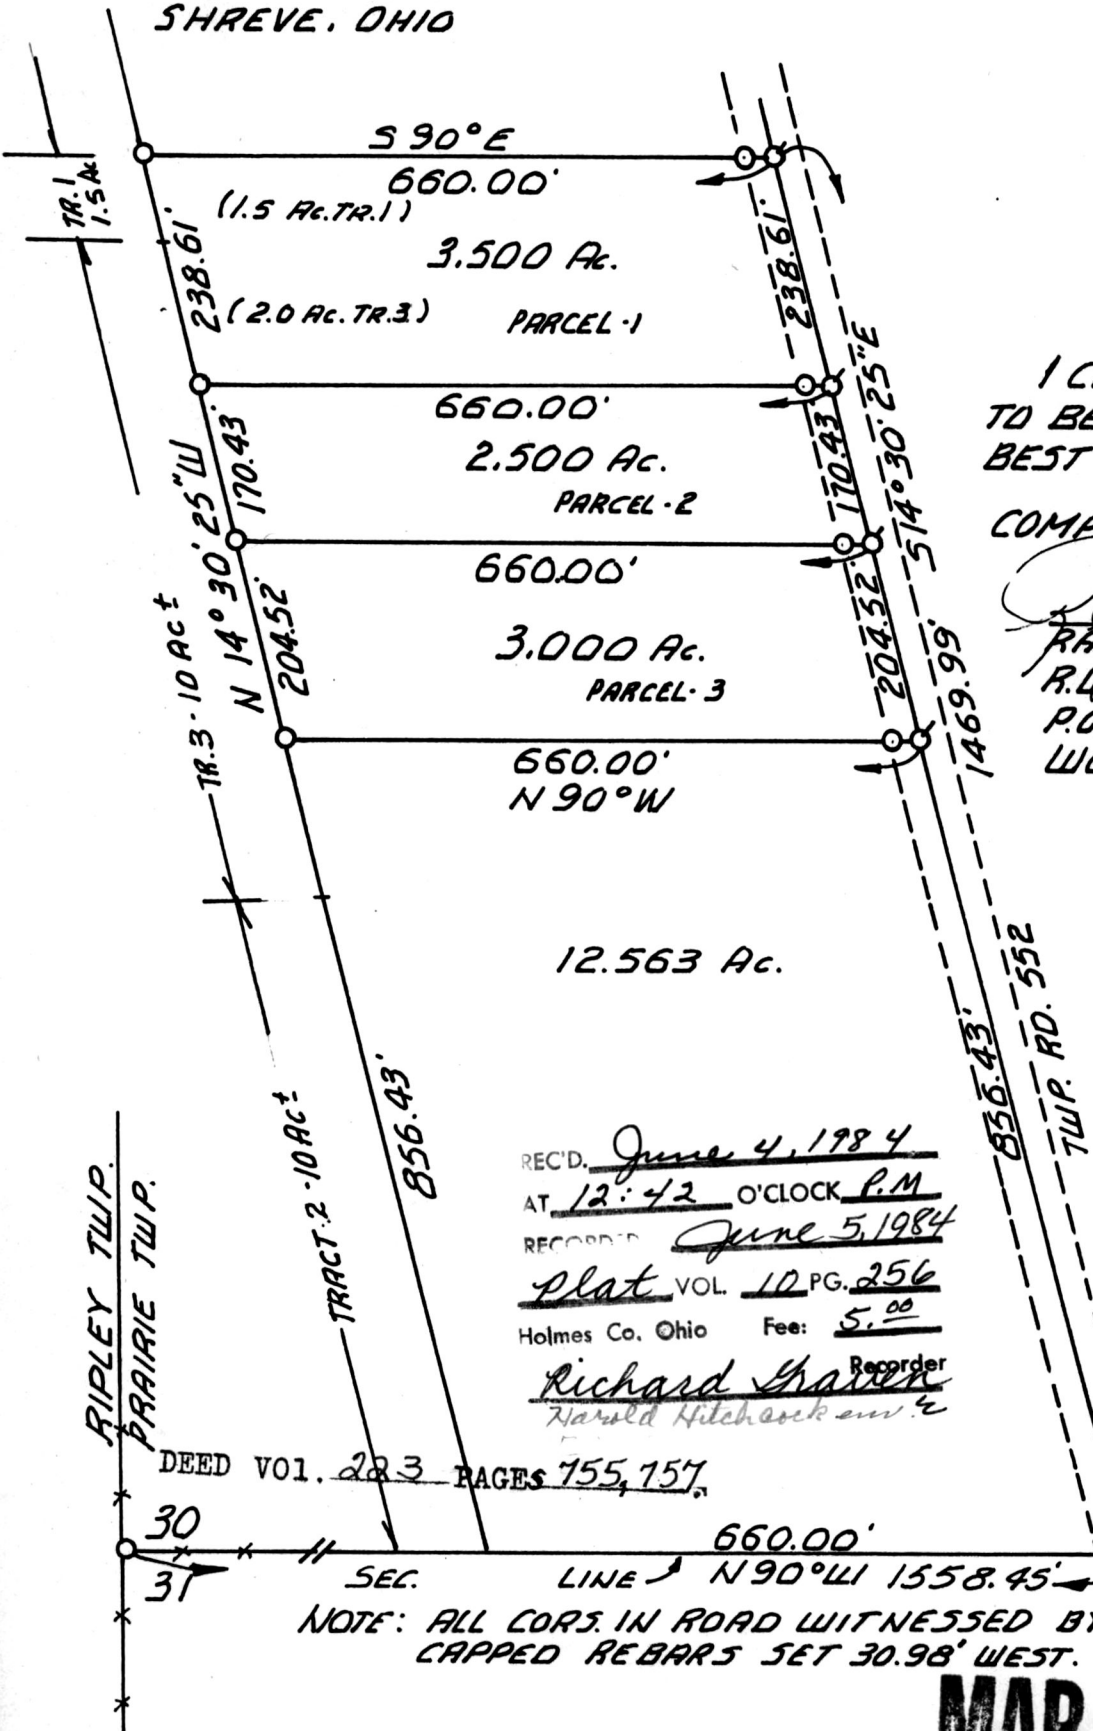 SHREVE. OHIO
S 90° E
660.00'
TR. 1
1.5 Ac.
(1.5 Ac. TR. 1)
3.500 Ac.
238.61'
238.61'
(2.0 Ac. TR. 3)
PARCEL - 1
660.00'
170.43'
2.500 Ac.
170.43'
PARCEL - 2
S 14° 30' 25" E
1469.99'
N 14° 30' 25" W
660.00'
204.52'
3.000 Ac.
204.52'
PARCEL - 3
TR. 3 - 10 Ac ±
660.00'
N 90° W
TO BE
BEST
12.563 Ac.
856.43'
856.43'
TWP. RD. 552
TRACT 2 - 10 Ac ±
RIPLEY TWP.
PRAIRIE TWP.
REC'D. June 4, 1984
AT 12:42 O'CLOCK P.M
RECORDED June 5, 1984
Plat VOL. 10 PG. 256
Holmes Co. Ohio Fee: 5.00
Recorder
Richard Graven
Harold Hitchcock
DEED VOl. 223 PAGEs 755, 757.
30
31
660.00'
SEC. LINE N 90° W 1558.45'
NOTE: ALL CORS. IN ROAD WITNESSED BY
CAPPED REBARS SET 30.98' WEST.
MAP